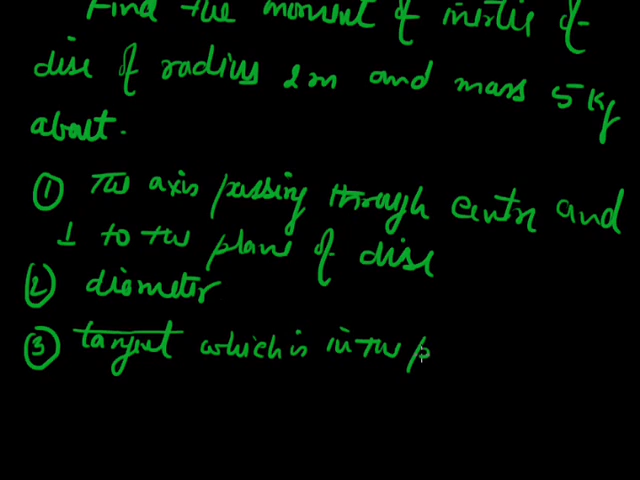 Find the moment of inertia of
disc of radius 2m and mass 5 Kg
about.
① The axis passing through centre and
⊥ to the plane of disc
② diameter
③ tangent which is in the p